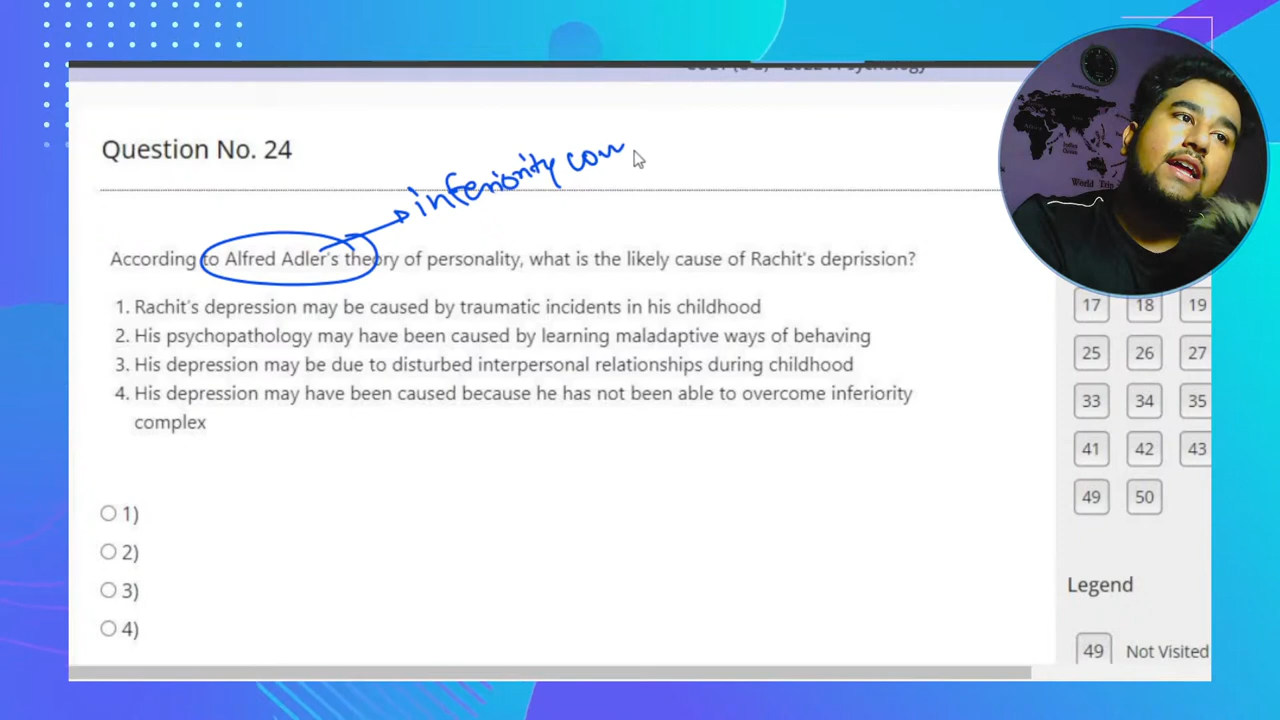 Question No. 24
inferiority com
According to Alfred Adler's theory of personality, what is the likely cause of Rachit's deprission?
1. Rachit's depression may be caused by traumatic incidents in his childhood
2. His psychopathology may have been caused by learning maladaptive ways of behaving
3. His depression may be due to disturbed interpersonal relationships during childhood
4. His depression may have been caused because he has not been able to overcome inferiority
complex
1)
2)
3)
4)
World Trip
17 18 19
25 26 27
33 34 35
41 42 43
49 50
Legend
49 Not Visited